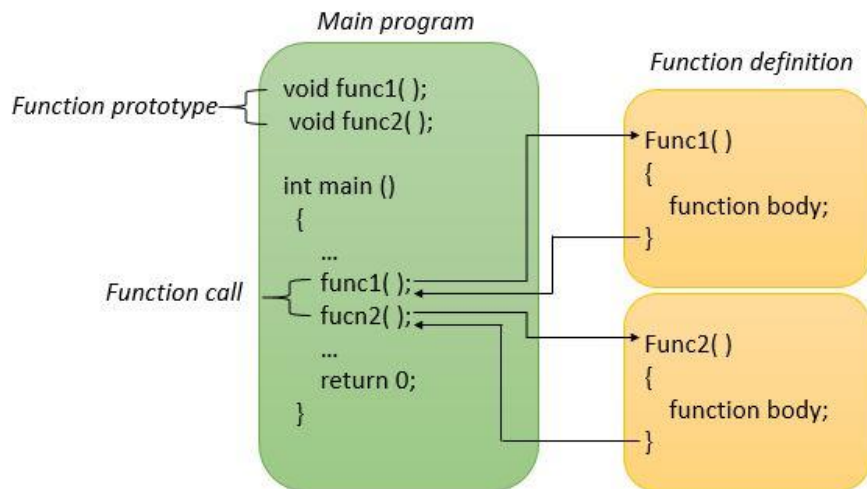 Main program
Function prototype
void func1( );
void func2( );
int main ()
{
...
Function call
func1( );
fucn2( );
...
return 0;
}
Function definition
Func1( )
{
function body;
}
Func2( )
{
function body;
}